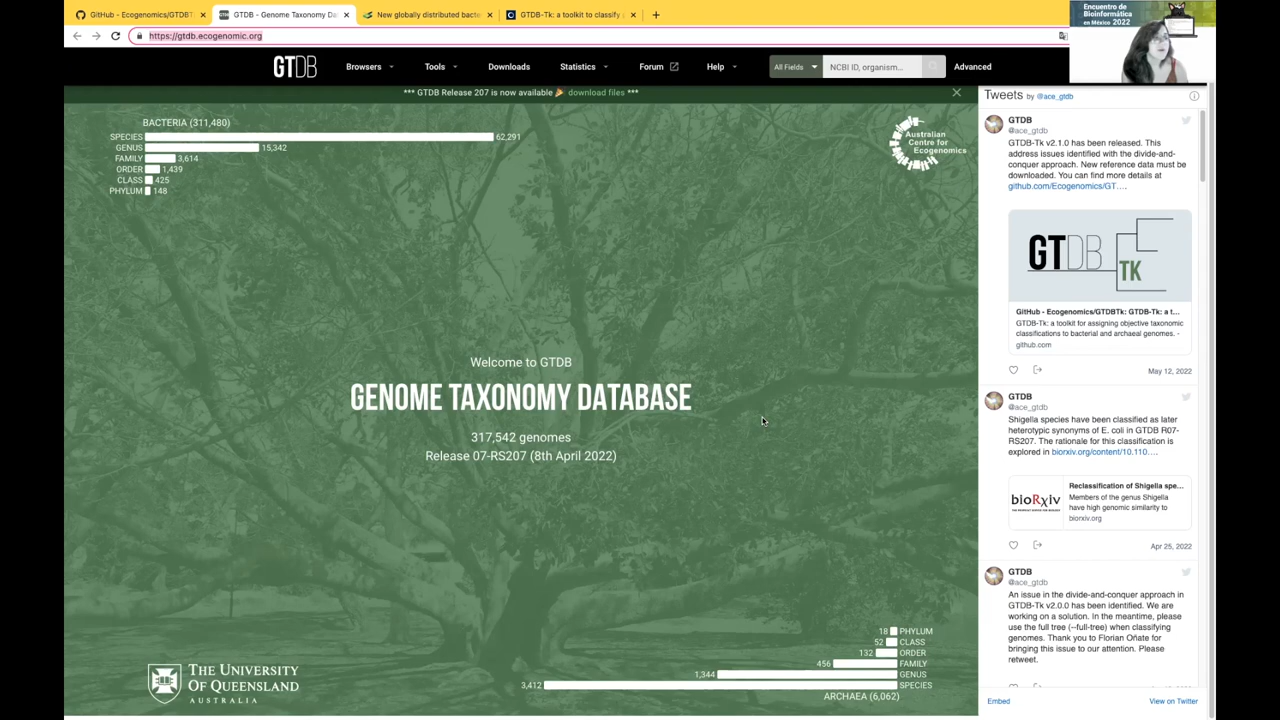 GitHub - Ecogenomics/GTDBT
GTDB - Genome Taxonomy Da
New globally distributed bacte
GTDB-Tk: a toolkit to classify
https://gtdb.ecogenomic.org
Encuentro de
Bioinformática
en México 2022
GTDB
Browsers
Tools
Downloads
Statistics
Forum
Help
All Fields
NCBI ID, organism...
Advanced
*** GTDB Release 207 is now available 🎉 download files ***
BACTERIA (311,480)
SPECIES 62,291
GENUS 15,342
FAMILY 3,614
ORDER 1,439
CLASS 425
PHYLUM 148
Australian
Centre for
Ecogenomics
Welcome to GTDB
GENOME TAXONOMY DATABASE
317,542 genomes
Release 07-RS207 (8th April 2022)
THE UNIVERSITY
OF QUEENSLAND
AUSTRALIA
18 PHYLUM
52 CLASS
132 ORDER
456 FAMILY
1,344 GENUS
3,412 SPECIES
ARCHAEA (6,062)
Tweets by @ace_gtdb
GTDB
@ace_gtdb
GTDB-Tk v2.1.0 has been released. This
address issues identified with the divide-and-
conquer approach. New reference data must be
downloaded. You can find more details at
github.com/Ecogenomics/GT…
GTDB TK
GitHub - Ecogenomics/GTDBTk: GTDB-Tk: a t...
GTDB-Tk: a toolkit for assigning objective taxonomic
classifications to bacterial and archaeal genomes. -
github.com
May 12, 2022
GTDB
@ace_gtdb
Shigella species have been classified as later
heterotypic synonyms of E. coli in GTDB R07-
RS207. The rationale for this classification is
explored in biorxiv.org/content/10.110…
bioRxiv
Reclassification of Shigella spe...
Members of the genus Shigella
have high genomic similarity to
biorxiv.org
Apr 25, 2022
GTDB
@ace_gtdb
An issue in the divide-and-conquer approach in
GTDB-Tk v2.0.0 has been identified. We are
working on a solution. In the meantime, please
use the full tree (--full-tree) when classifying
genomes. Thank you to Florian Oñate for
bringing this issue to our attention. Please
retweet.
Embed
View on Twitter